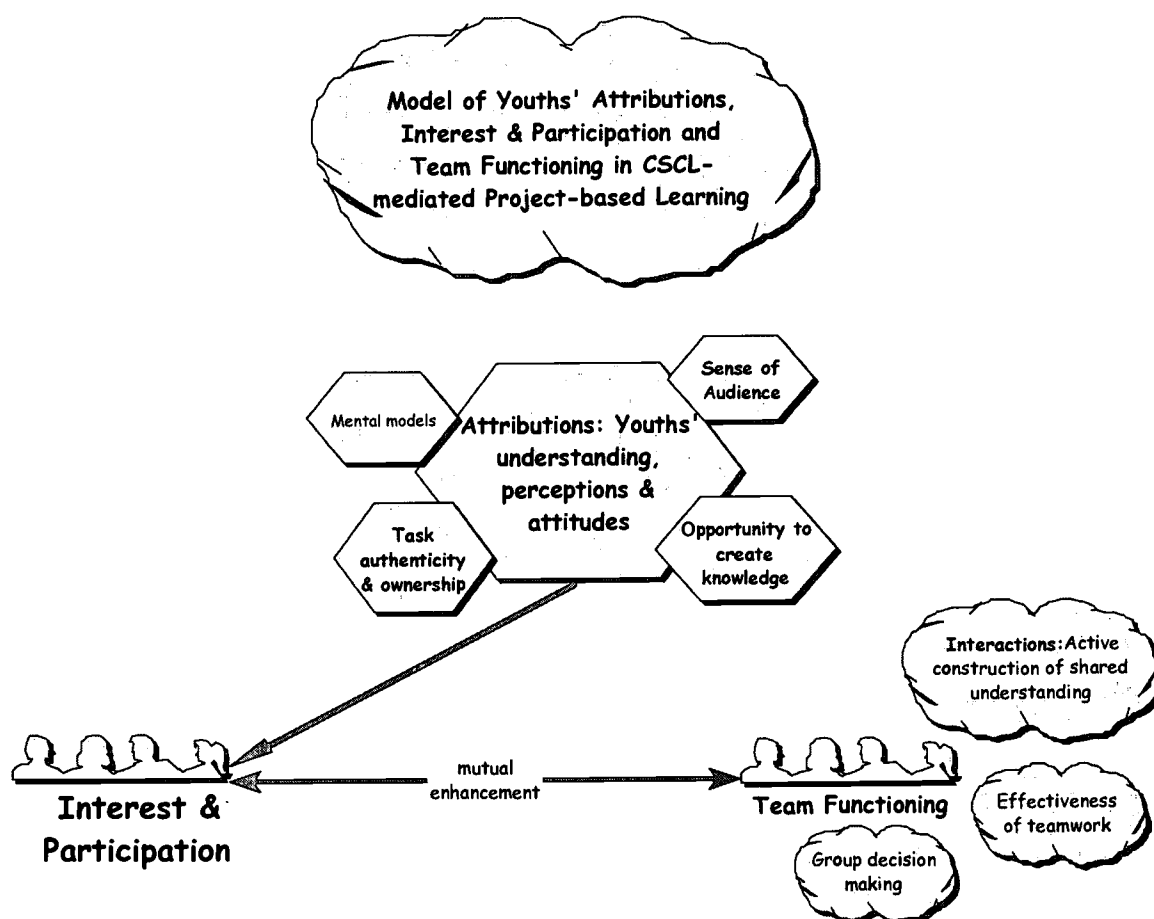 Model of Youths' Attributions,
Interest & Participation and
Team Functioning in CSCL-
mediated Project-based Learning
Sense of
Audience
Mental models
Attributions: Youths'
understanding,
perceptions &
attitudes
Task
authenticity
& ownership
Opportunity to
create
knowledge
Interactions:Active
construction of shared
understanding
mutual
enhancement
Interest &
Participation
Team Functioning
Effectiveness
of teamwork
Group decision
making